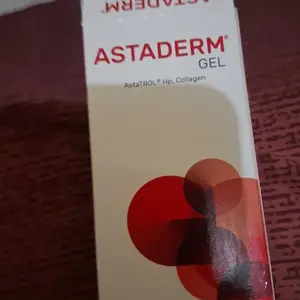 ASTADERM®
ASTADERM®
GEL
AstaTROL® Hp, Collagen